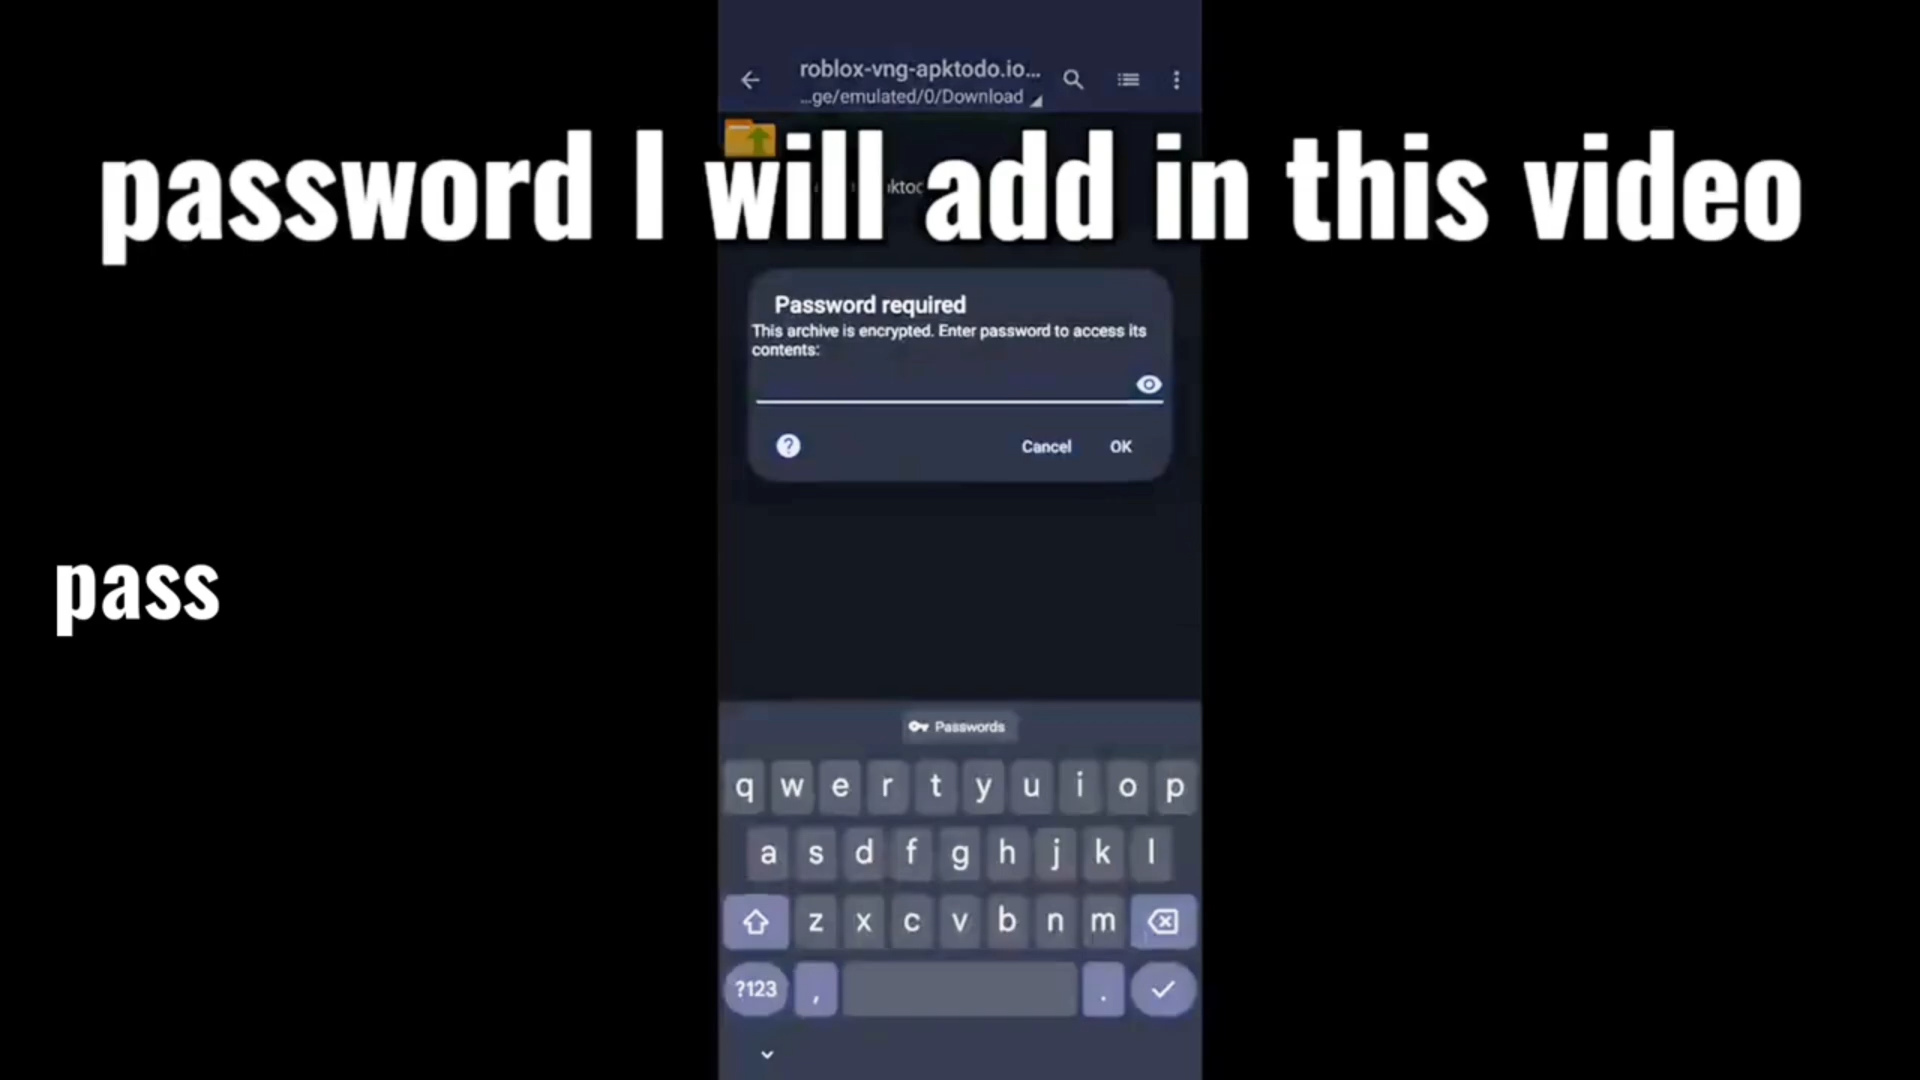 roblox-vng-apktodo.io...
...ge/emulated/0/Download
password I will add in this video
Password required
This archive is encrypted. Enter password to access its
contents:
?
Cancel
OK
pass
Passwords
q w e r t y u i o p
a s d f g h j k l
z x c v b n m
?123 , .